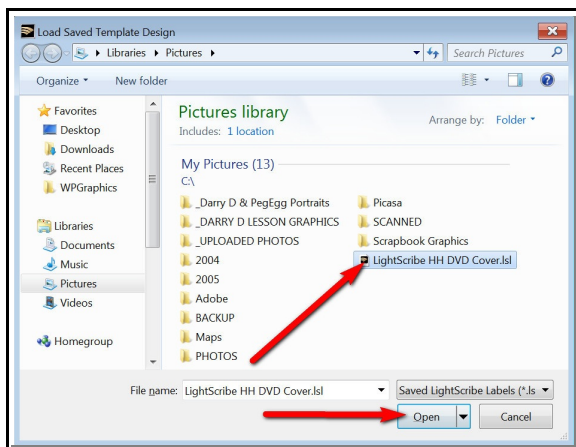 Load Saved Template Design
Libraries Pictures
Search Pictures
Organize
New folder
Favorites
Desktop
Downloads
Recent Places
WPGraphics
Libraries
Documents
Music
Pictures
Videos
Homegroup
Pictures library
Includes: 1 location
Arrange by: Folder
My Pictures (13)
C:\
_Darry D & PegEgg Portraits
_DARRY D LESSON GRAPHICS
_UPLOADED PHOTOS
2004
2005
Adobe
BACKUP
Maps
PHOTOS
Picasa
SCANNED
Scrapbook Graphics
LightScribe HH DVD Cover.lsl
File name: LightScribe HH DVD Cover.lsl
Saved LightScribe Labels (*.ls
Open
Cancel